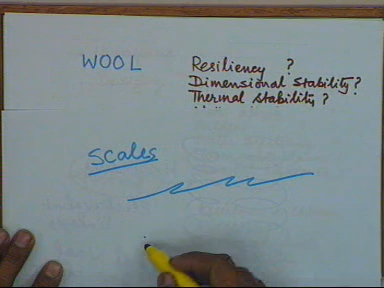 WOOL
Resiliency ?
Dimensional stability?
Thermal stability?
Scales